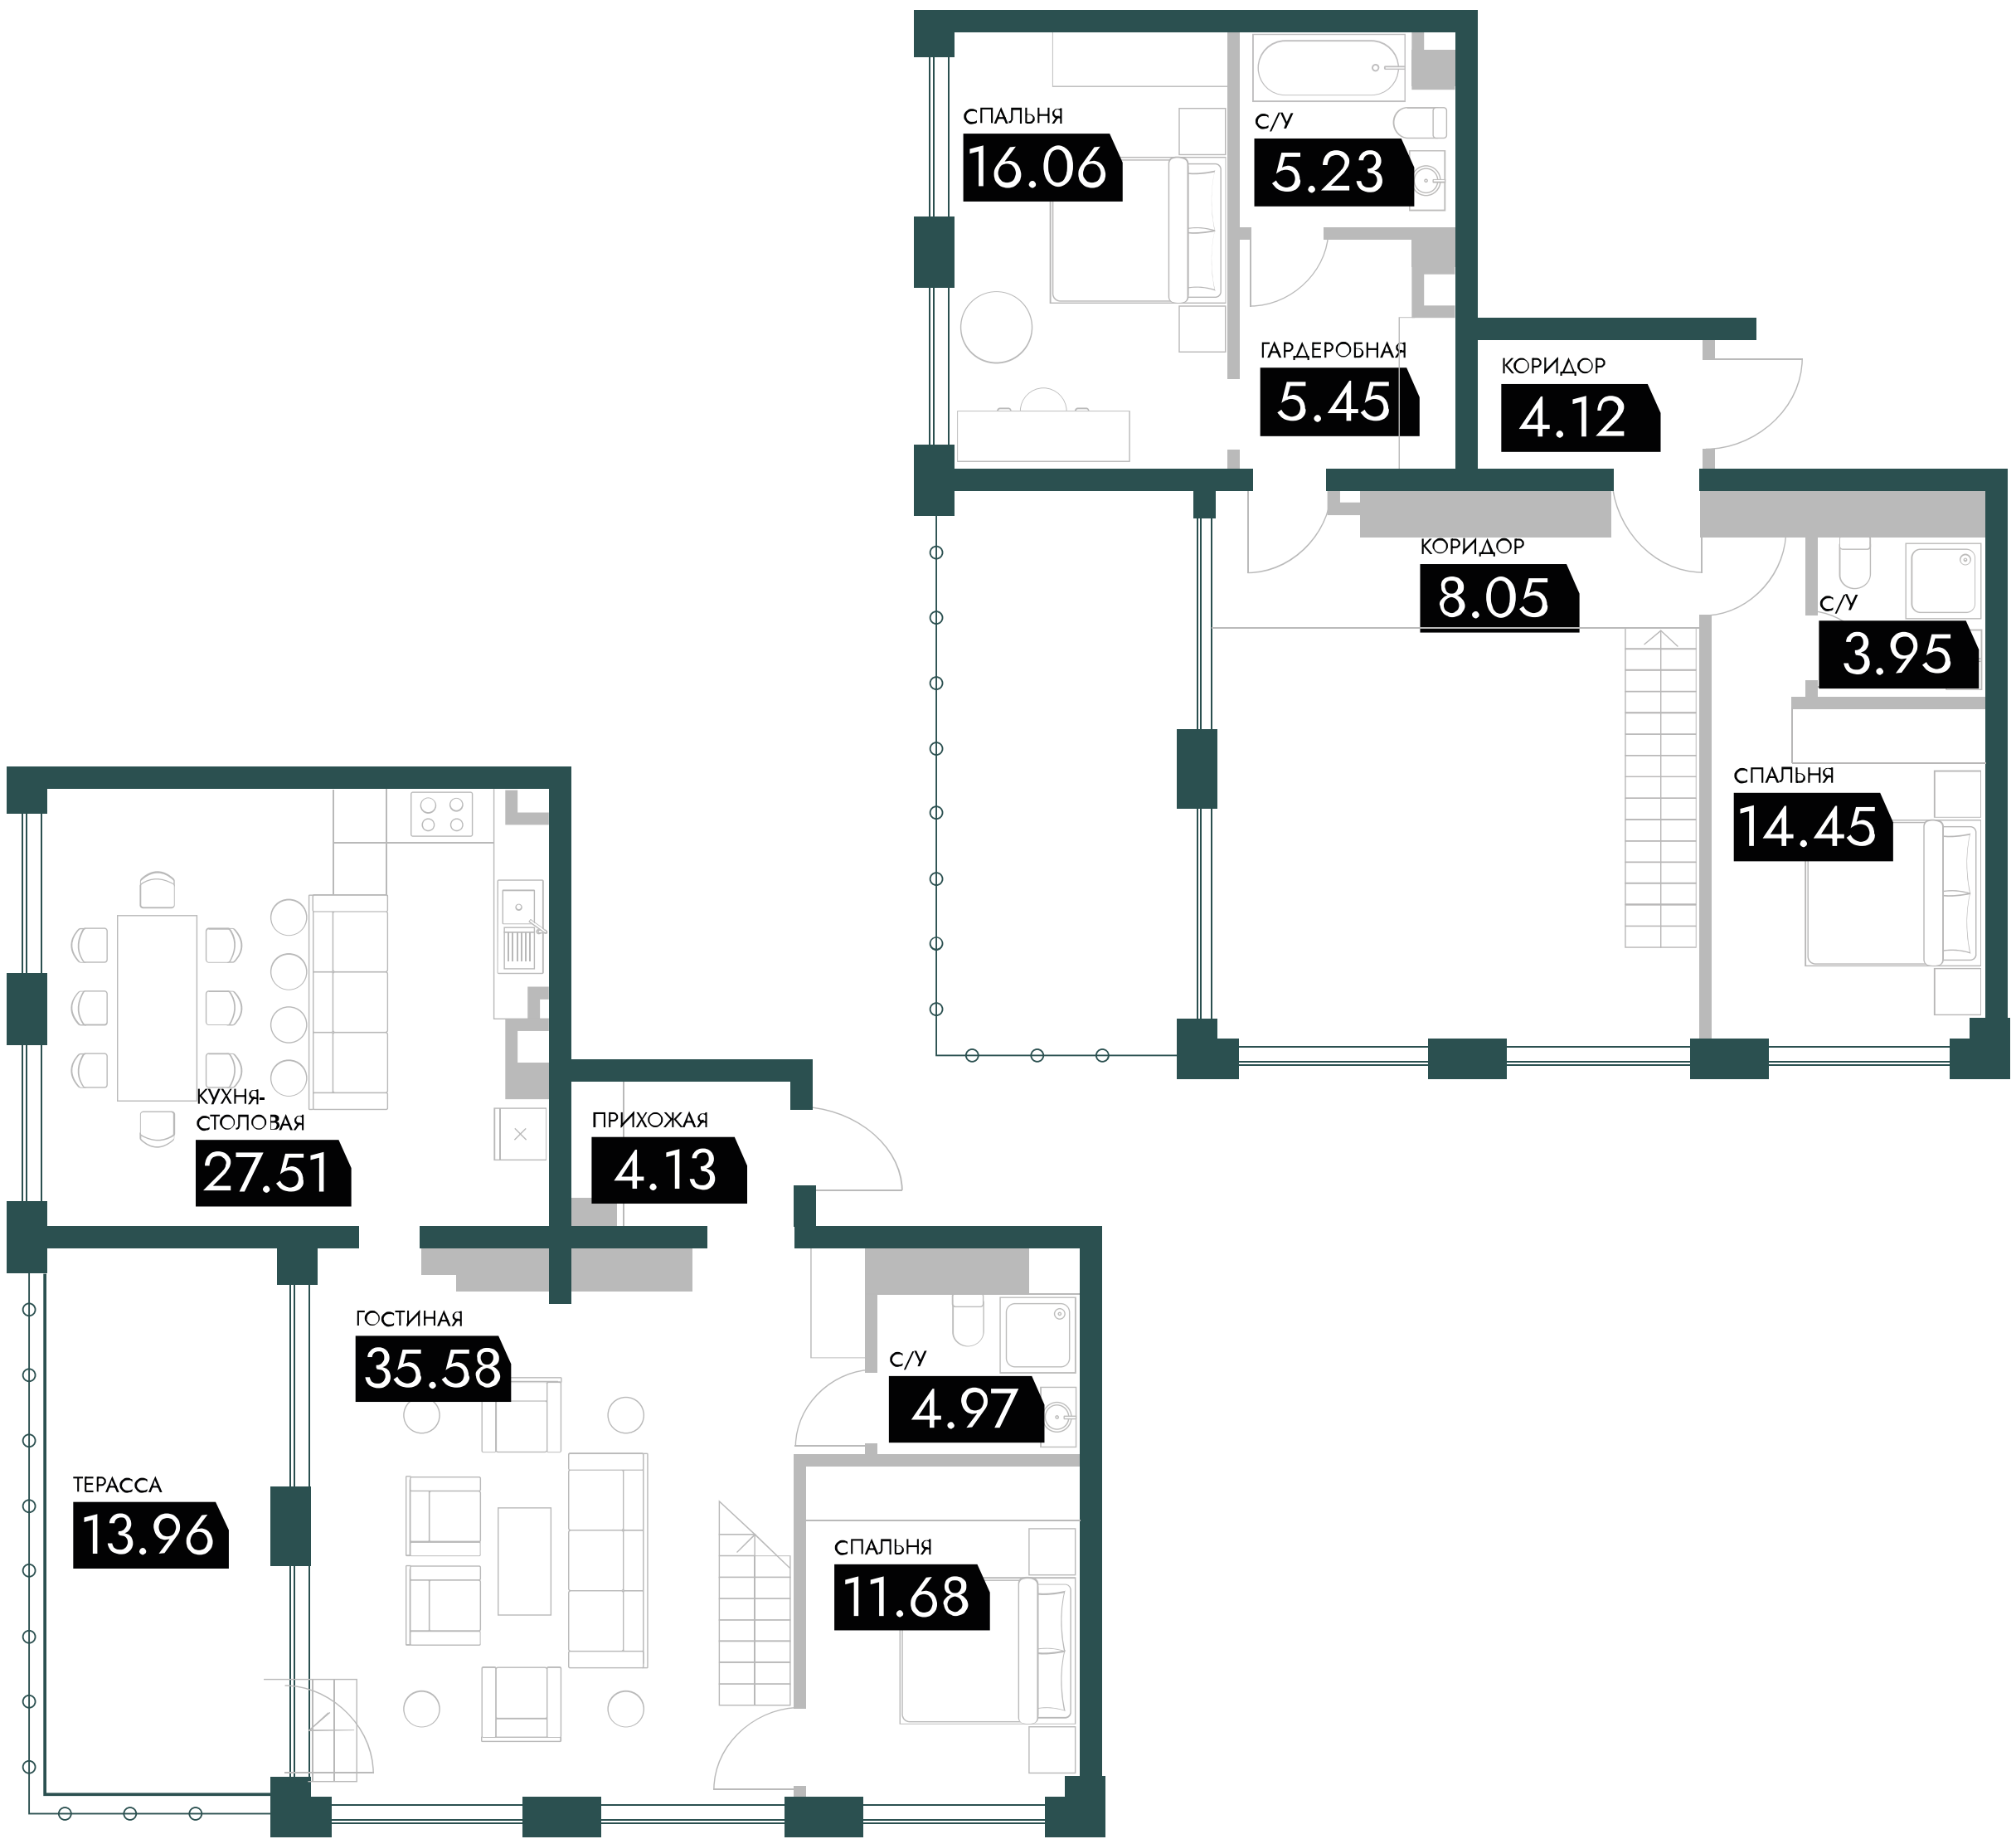 СПАЛЬНЯ
16.06
С/У
5.23
ГАРДЕРОБНАЯ
5.45
КОРИДОР
4.12
КОРИДОР
8.05
С/У
3.95
СПАЛЬНЯ
14.45
КУХНЯ-
СТОЛОВАЯ
27.51
ПРИХОЖАЯ
4.13
ГОСТИНАЯ
35.58
С/У
4.97
ТЕРАССА
13.96
СПАЛЬНЯ
11.68